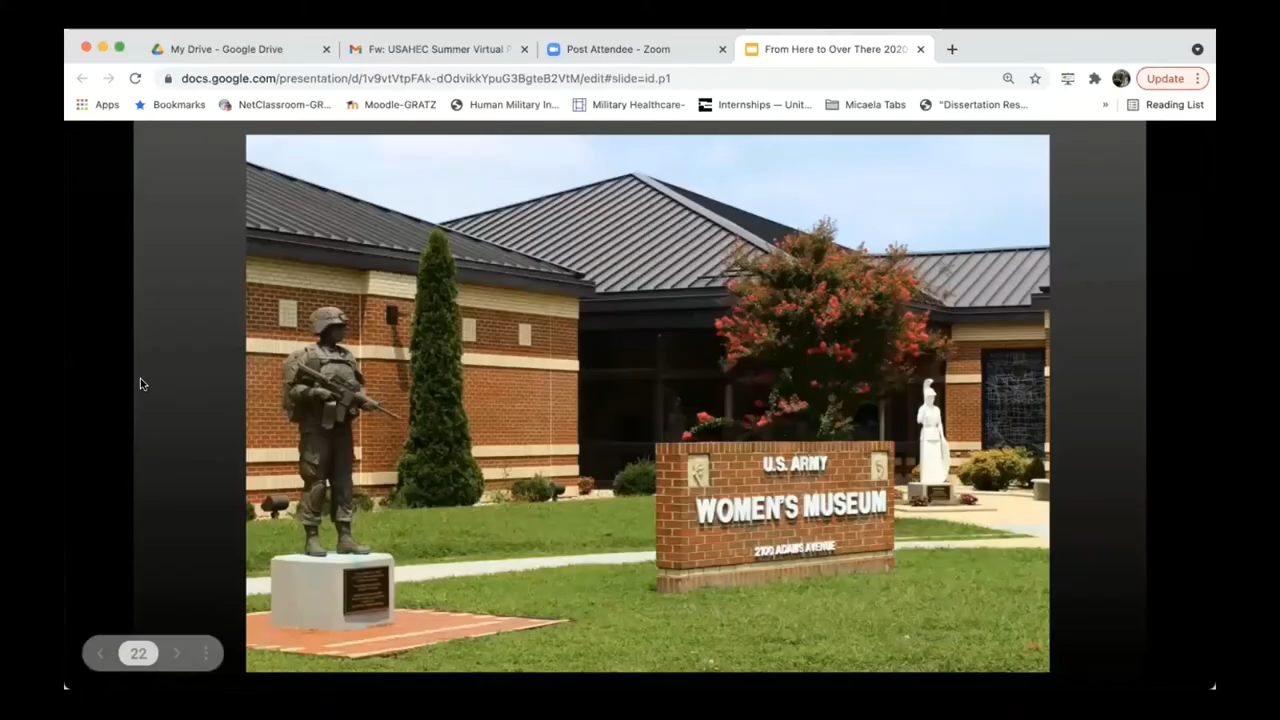 My Drive - Google Drive
Fw: USAHEC Summer Virtual P
Post Attendee - Zoom
From Here to Over There 2020
docs.google.com/presentation/d/1v9vtVtpFAk-dOdvikkYpuG3BgteB2VtM/edit#slide=id.p1
Update
Apps
Bookmarks
NetClassroom-GR...
Moodle-GRATZ
Human Military In...
Military Healthcare-
Internships — Unit...
Micaela Tabs
"Dissertation Res...
»
Reading List
U.S. ARMY
WOMEN'S MUSEUM
2100 ADAMS AVENUE
22